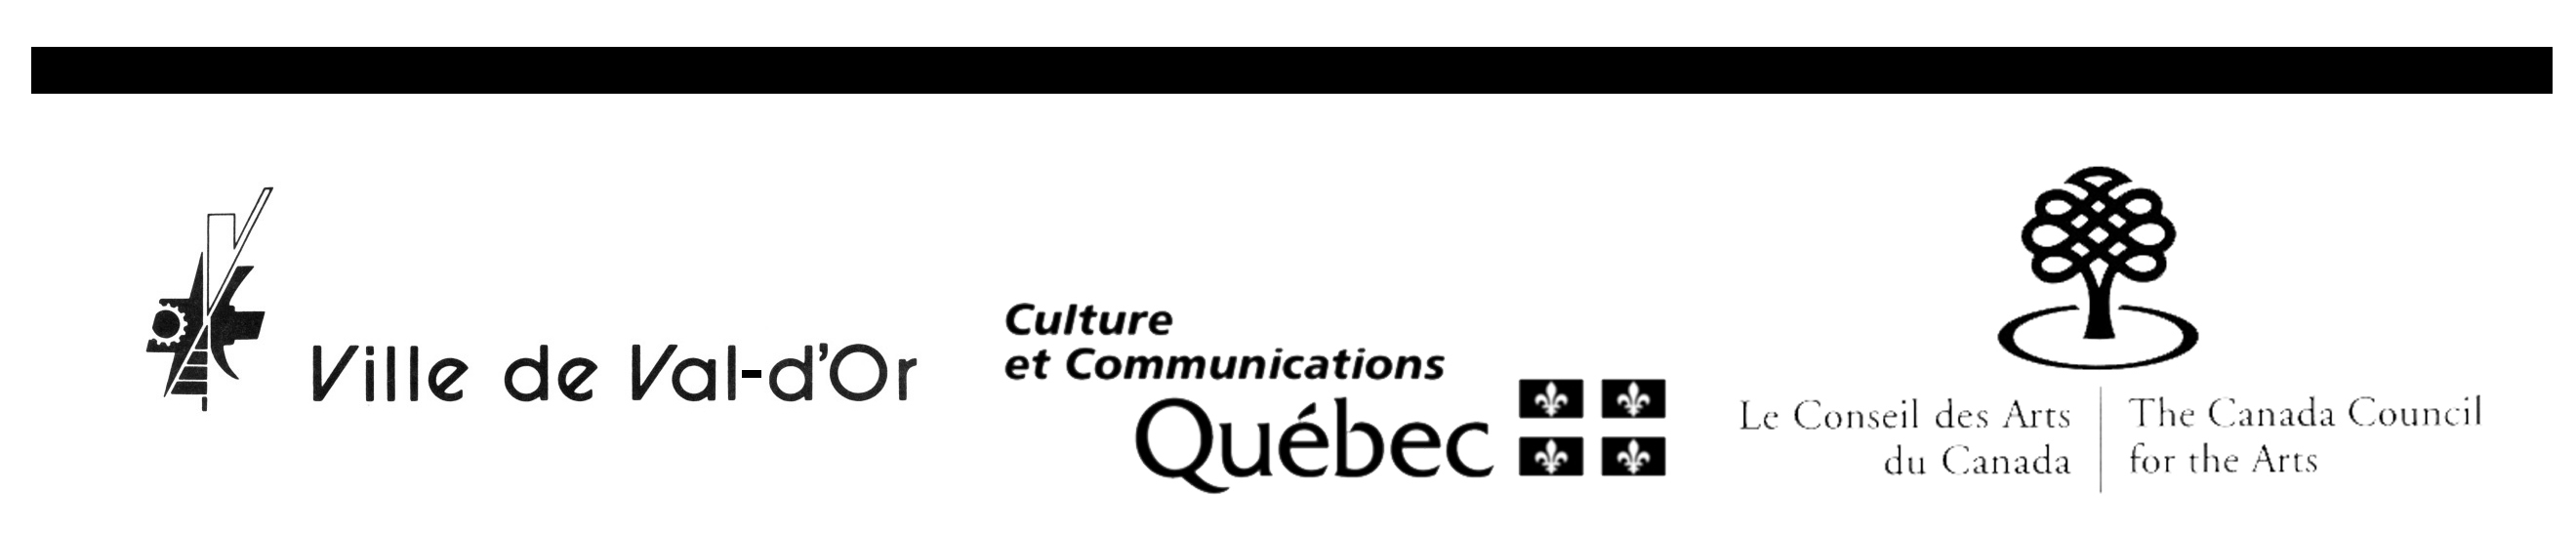 Ville de Val-d'Or
Culture
et Communications
Québec
Le Conseil des Arts
du Canada
The Canada Council
for the Arts